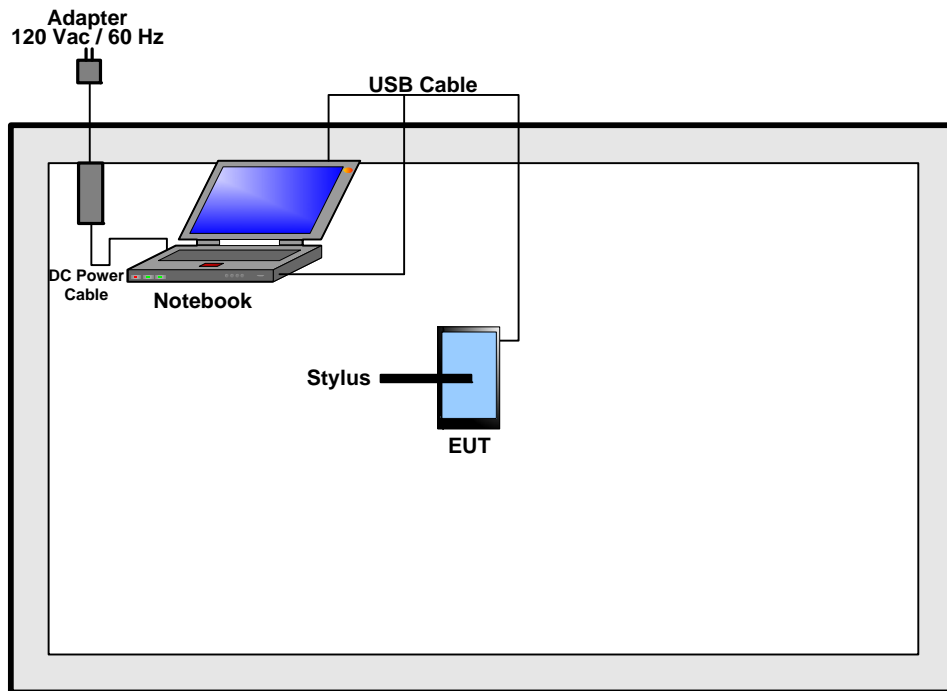 Adapter
120 Vac / 60 Hz
USB Cable
DC Power
Cable
Notebook
Stylus
EUT